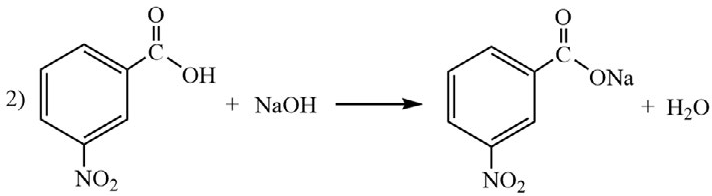 O O
C C
OH ONa
2) + NaOH + H₂O
NO₂ NO₂